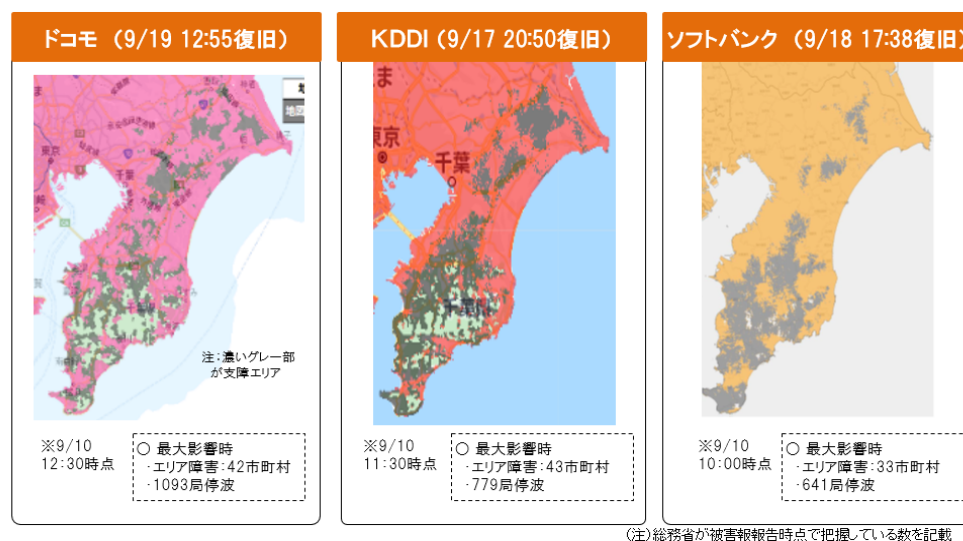 ドコモ (9/19 12:55復旧)
東京
千葉
注:濃いグレー部
が支障エリア
※9/10
12:30時点
○ 最大影響時
・エリア障害:42市町村
・1093局停波
KDDI (9/17 20:50復旧)
ま
東京
千葉
千葉県
※9/10
11:30時点
○ 最大影響時
・エリア障害:43市町村
・779局停波
ソフトバンク (9/18 17:38復旧)
※9/10
10:00時点
○ 最大影響時
・エリア障害:33市町村
・641局停波
(注)総務省が被害報報告時点で把握している数を記載